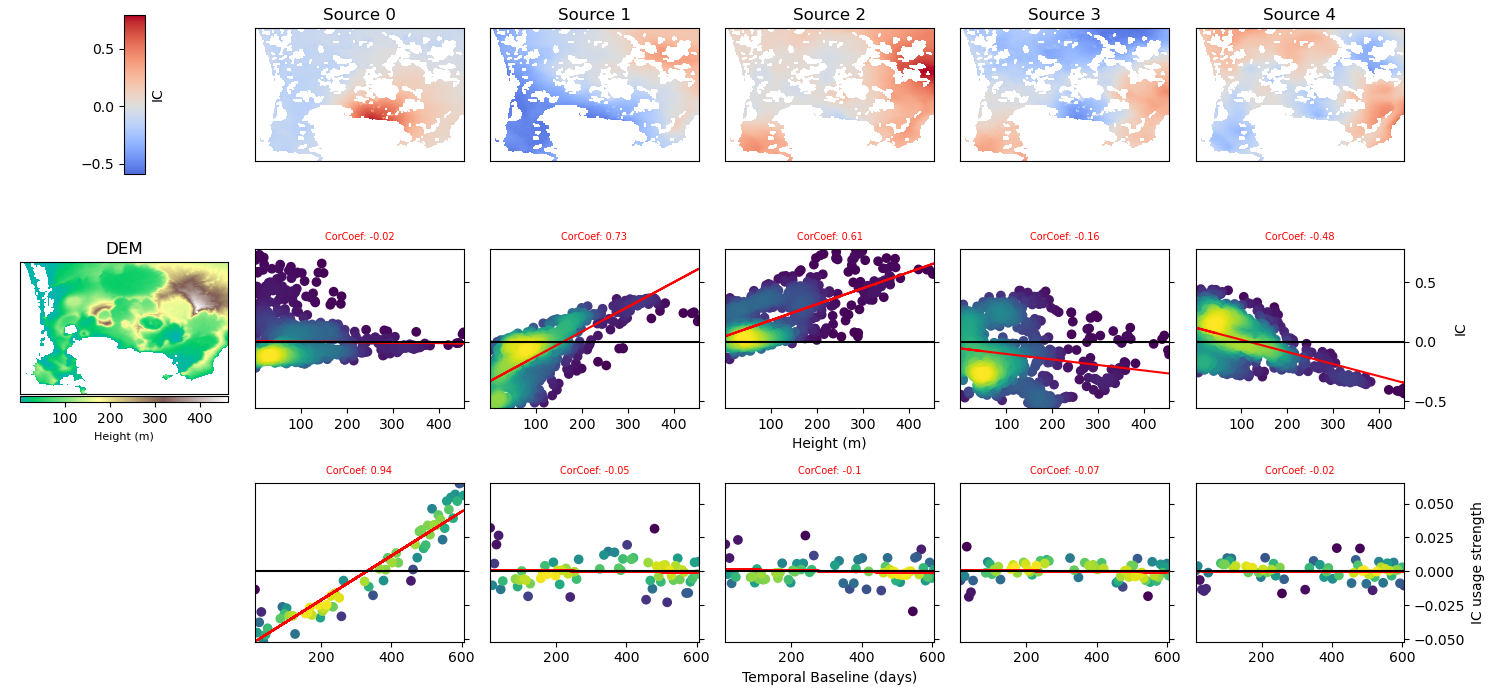 Source 0 Source 1 Source 2 Source 3 Source 4
0.5
0.0
−0.5
IC
CorCoef: -0.02 CorCoef: 0.73 CorCoef: 0.61 CorCoef: -0.16 CorCoef: -0.48
DEM
0.5
0.0
−0.5
IC
100 200 300 400
Height (m)
100 200 300 400 100 200 300 400 100 200 300 400 100 200 300 400 100 200 300 400
Height (m)
CorCoef: 0.94 CorCoef: -0.05 CorCoef: -0.1 CorCoef: -0.07 CorCoef: -0.02
0.050
0.025
0.000
−0.025
−0.050
IC usage strength
200 400 600 200 400 600 200 400 600 200 400 600 200 400 600
Temporal Baseline (days)